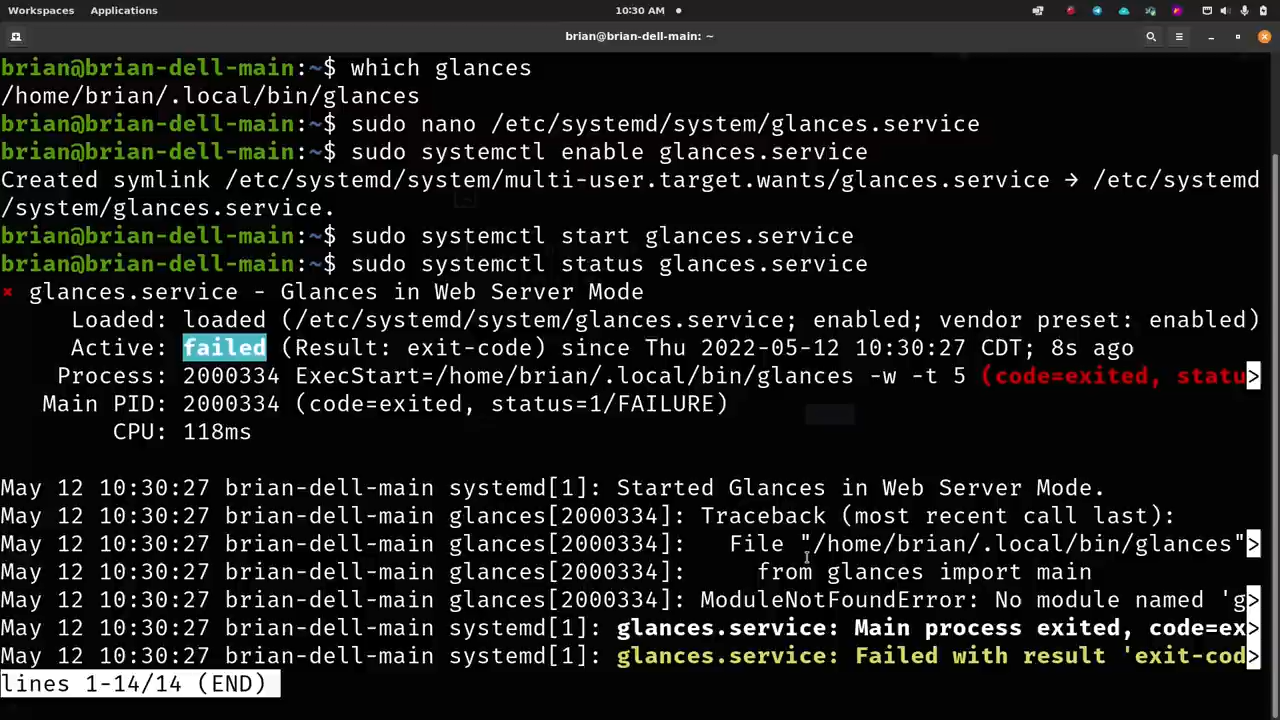 Workspaces Applications 10:30 AM
brian@brian-dell-main: ~
brian@brian-dell-main:~$ which glances
/home/brian/.local/bin/glances
brian@brian-dell-main:~$ sudo nano /etc/systemd/system/glances.service
brian@brian-dell-main:~$ sudo systemctl enable glances.service
Created symlink /etc/systemd/system/multi-user.target.wants/glances.service → /etc/systemd
/system/glances.service.
brian@brian-dell-main:~$ sudo systemctl start glances.service
brian@brian-dell-main:~$ sudo systemctl status glances.service
× glances.service - Glances in Web Server Mode
Loaded: loaded (/etc/systemd/system/glances.service; enabled; vendor preset: enabled)
Active: failed (Result: exit-code) since Thu 2022-05-12 10:30:27 CDT; 8s ago
Process: 2000334 ExecStart=/home/brian/.local/bin/glances -w -t 5 (code=exited, statu>
Main PID: 2000334 (code=exited, status=1/FAILURE)
CPU: 118ms
May 12 10:30:27 brian-dell-main systemd[1]: Started Glances in Web Server Mode.
May 12 10:30:27 brian-dell-main glances[2000334]: Traceback (most recent call last):
May 12 10:30:27 brian-dell-main glances[2000334]: File "/home/brian/.local/bin/glances">
May 12 10:30:27 brian-dell-main glances[2000334]: from glances import main
May 12 10:30:27 brian-dell-main glances[2000334]: ModuleNotFoundError: No module named 'g>
May 12 10:30:27 brian-dell-main systemd[1]: glances.service: Main process exited, code=ex>
May 12 10:30:27 brian-dell-main systemd[1]: glances.service: Failed with result 'exit-cod>
lines 1-14/14 (END)